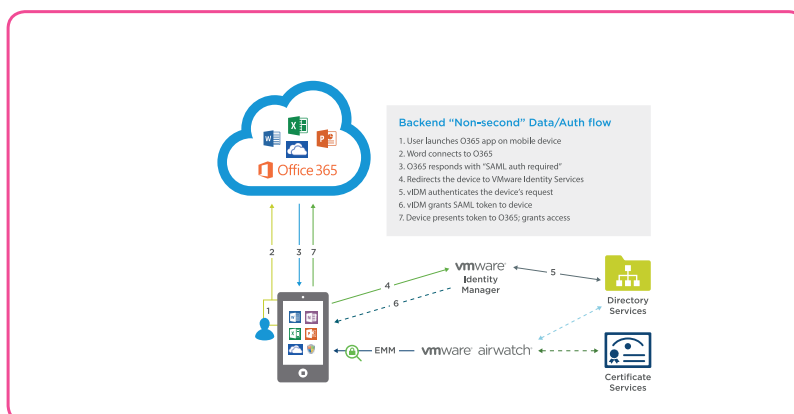 Backend “Non-second” Data/Auth flow
1. User launches O365 app on mobile device
2. Word connects to O365
3. O365 responds with “SAML auth required”
4. Redirects the device to VMware Identity Services
5. vIDM authenticates the device's request
6. vIDM grants SAML token to device
7. Device presents token to O365; grants access
W
X
P
Office 365
2
3
7
4
5
6
1
vmware®
Identity
Manager
Directory
Services
EMM
vmware® airwatch®
Certificate
Services